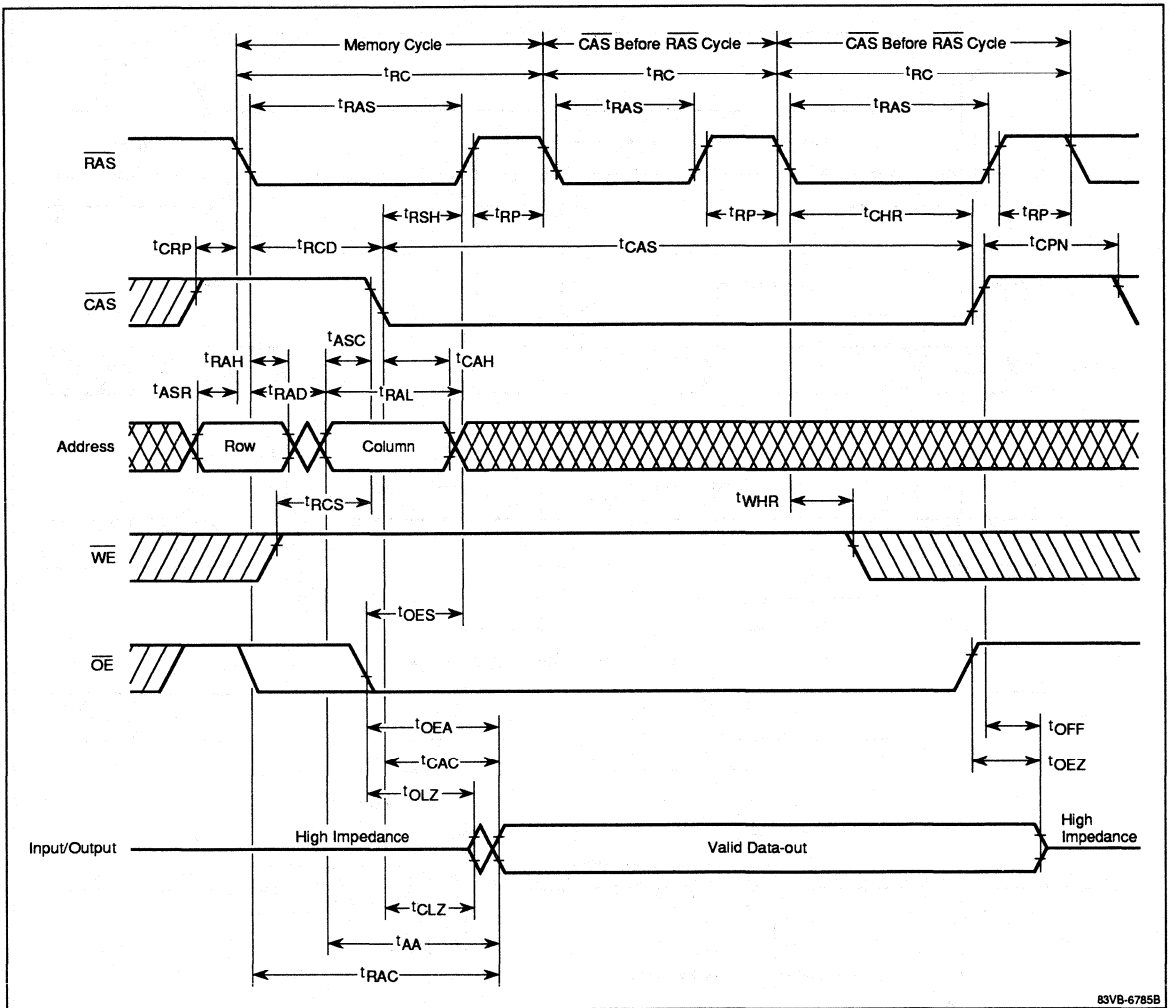 Memory Cycle CAS Before RAS Cycle CAS Before RAS Cycle
tRC tRC tRC
tRAS tRAS tRAS
RAS
tRSH tRP tRP tCHR tRP
tCRP tRCD tCAS tCPN
CAS
tASC
tRAH tCAH
tASR tRAD tRAL
Address Row Column
tRCS tWHR
WE
tOES
OE
tOEA tOFF
tCAC tOEZ
tOLZ
High Impedance High Impedance
Input/Output Valid Data-out
tCLZ
tAA
tRAC
83VB-6785B